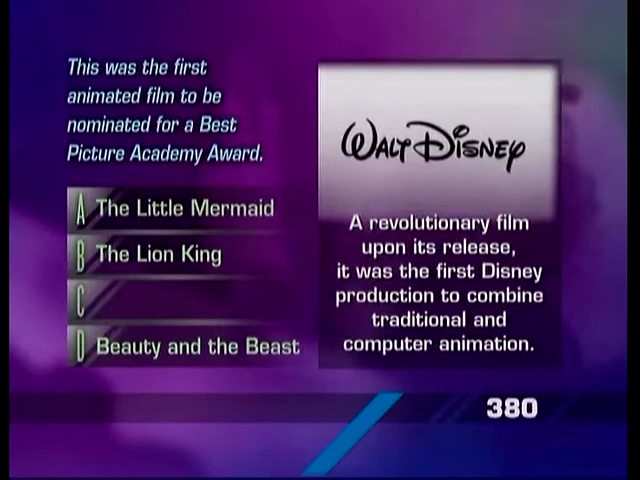 This was the first
animated film to be
nominated for a Best
Picture Academy Award.
A The Little Mermaid
B The Lion King
C
D Beauty and the Beast
WALT DISNEY
A revolutionary film
upon its release,
it was the first Disney
production to combine
traditional and
computer animation.
380